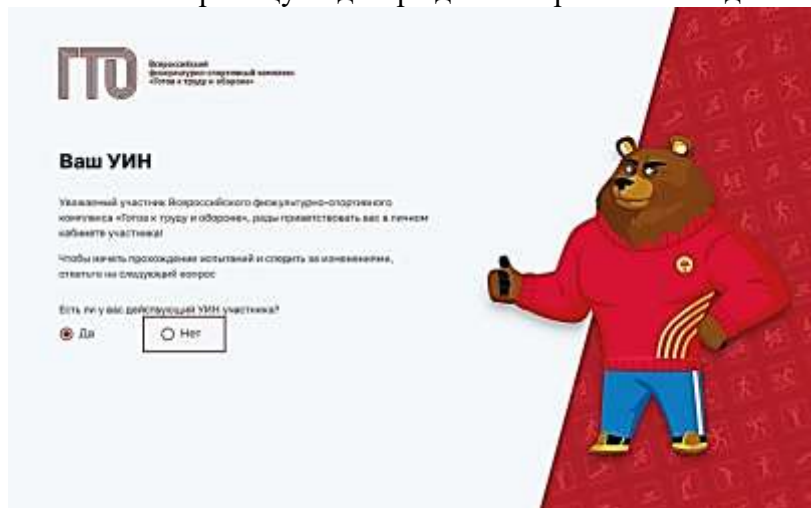 ГТО
Всероссийский
физкультурно-спортивный комплекс
«Готов к труду и обороне»
Ваш УИН
Уважаемый участник Всероссийского физкультурно-спортивного
комплекса «Готов к труду и обороне», рады приветствовать вас в личном
кабинете участника!
Чтобы начать прохождение испытаний и следить за изменениями,
ответьте на следующий вопрос
Есть ли у вас действующий УИН участника?
Да Нет